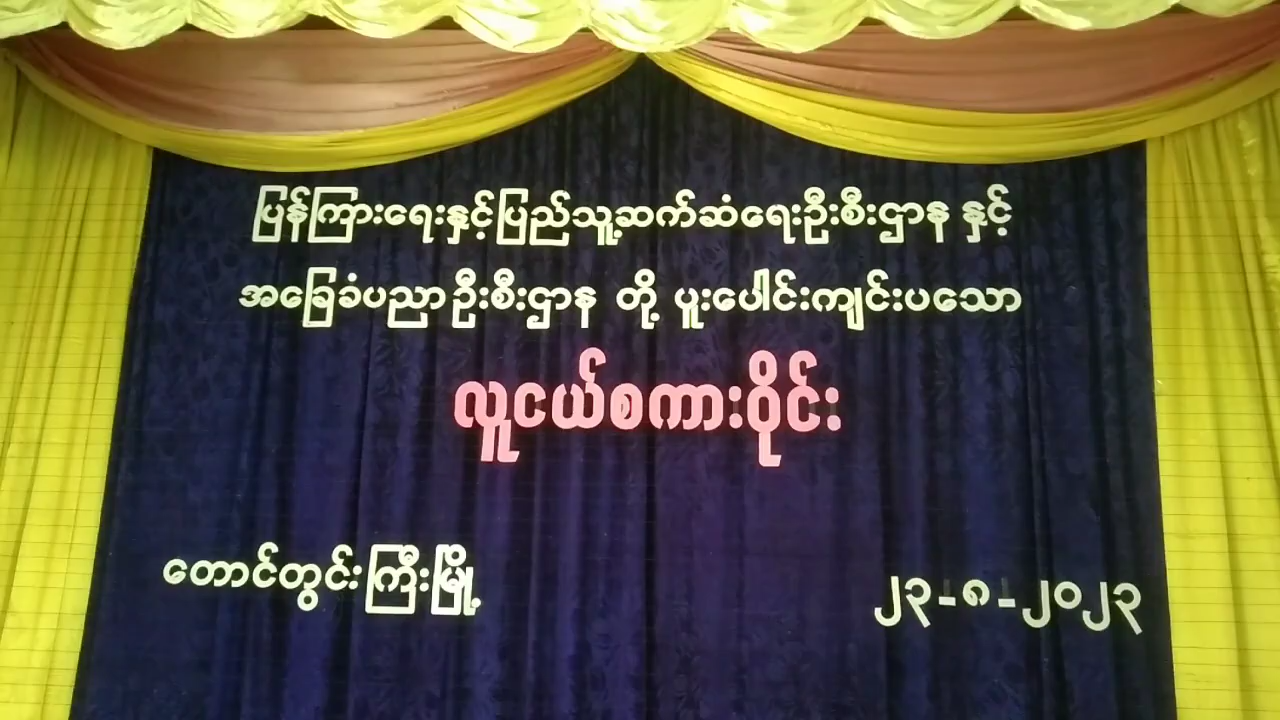 ပြန်ကြားရေးနှင့်ပြည်သူ့ဆက်ဆံရေးဦးစီးဌာန နှင့်
အခြေခံပညာဦးစီးဌာန တို့ ပူးပေါင်းကျင်းပသော
လူငယ်စကားဝိုင်း
တောင်တွင်းကြီးမြို့
၂၃-၈-၂၀၂၃